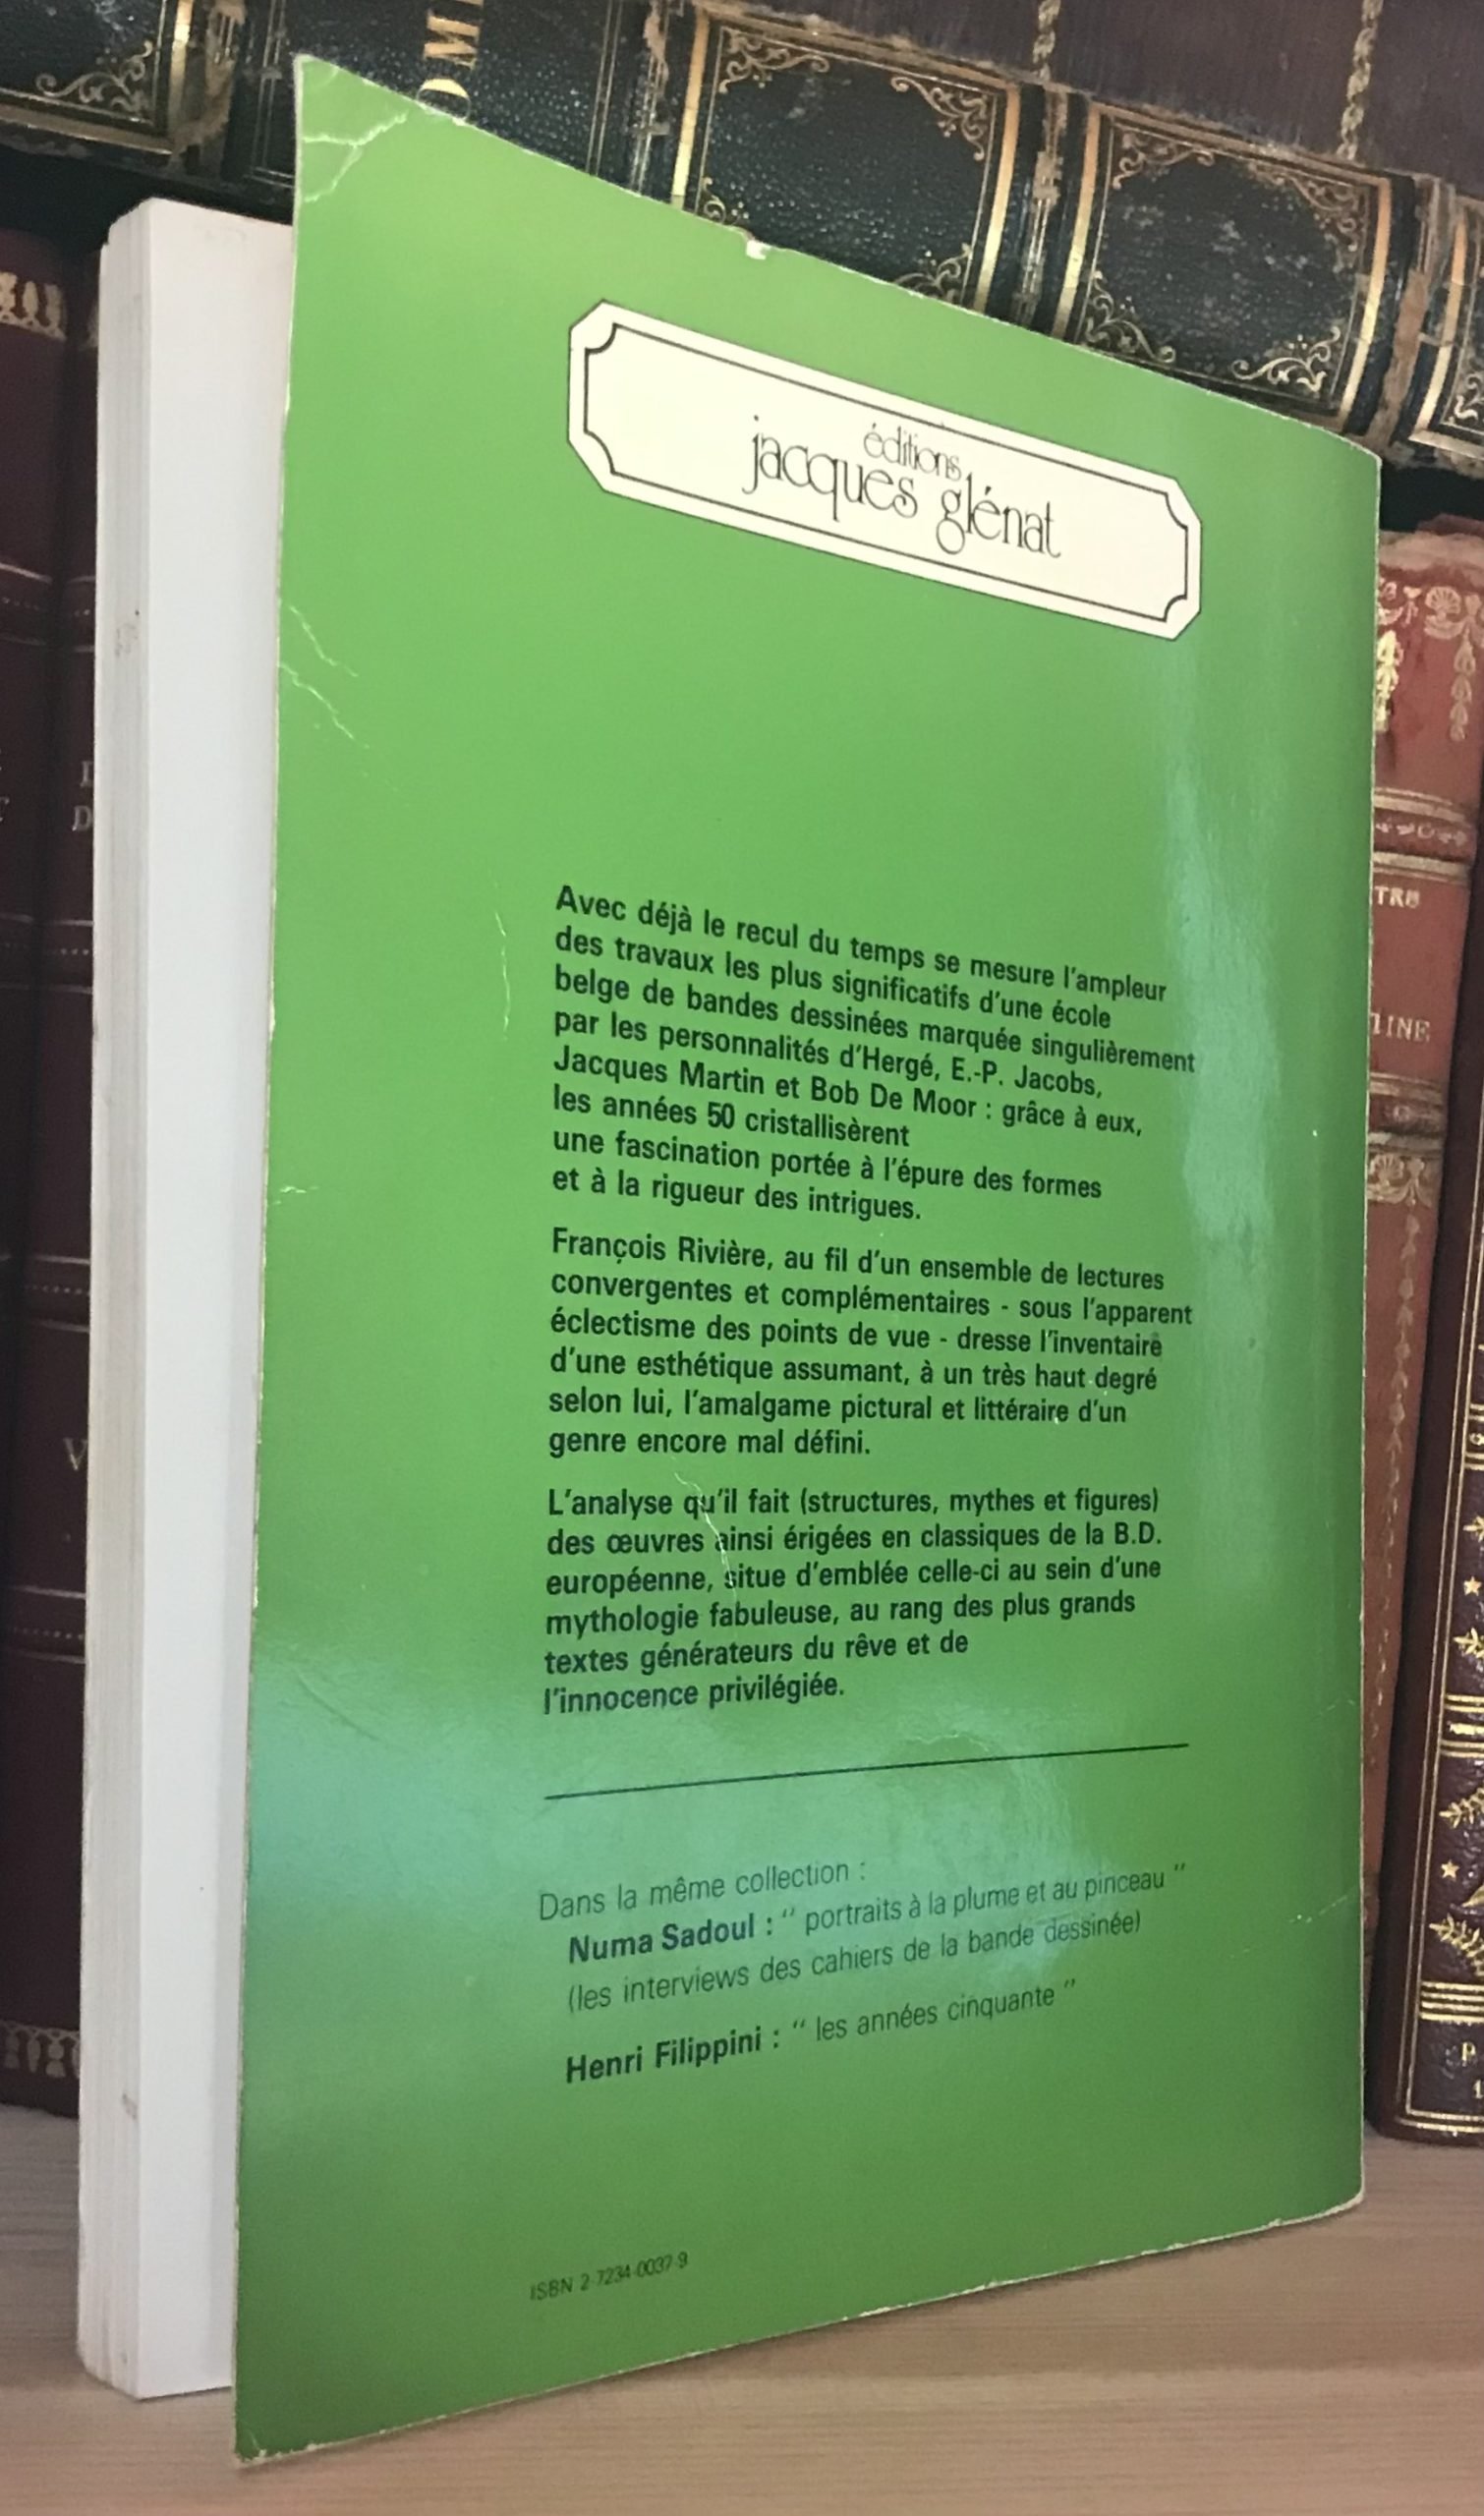 éditions
jacques glénat
Avec déjà le recul du temps se mesure l'ampleur
des travaux les plus significatifs d'une école
belge de bandes dessinées marquée singulièrement
par les personnalités d'Hergé, E.-P. Jacobs,
Jacques Martin et Bob De Moor : grâce à eux,
les années 50 cristallisèrent
une fascination portée à l'épure des formes
et à la rigueur des intrigues.
François Rivière, au fil d'un ensemble de lectures
convergentes et complémentaires - sous l'apparent
éclectisme des points de vue - dresse l'inventaire
d'une esthétique assumant, à un très haut degré
selon lui, l'amalgame pictural et littéraire d'un
genre encore mal défini.
L'analyse qu'il fait (structures, mythes et figures)
des œuvres ainsi érigées en classiques de la B.D.
européenne, situe d'emblée celle-ci au sein d'une
mythologie fabuleuse, au rang des plus grands
textes générateurs du rêve et de
l'innocence privilégiée.
Dans la même collection :
Numa Sadoul : " portraits à la plume et au pinceau "
(les interviews des cahiers de la bande dessinée)
Henri Filippini : " les années cinquante "
ISBN 2-7234-0037-9